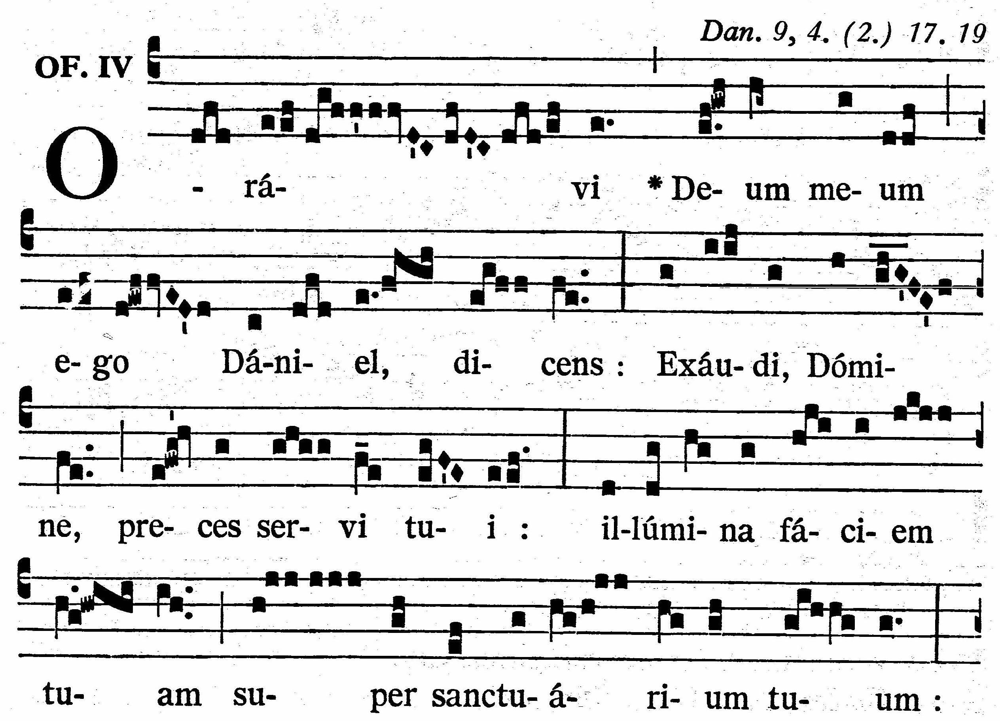 Dan. 9, 4. (2.) 17. 19
OF. IV
O - rá- vi * De- um me- um
e- go Dá-ni- el, di- cens : Exáu- di, Dómi-
ne, pre- ces ser- vi tu- i : il-lúmi- na fá- ci- em
tu- am su- per sanctu- á- ri- um tu- um :